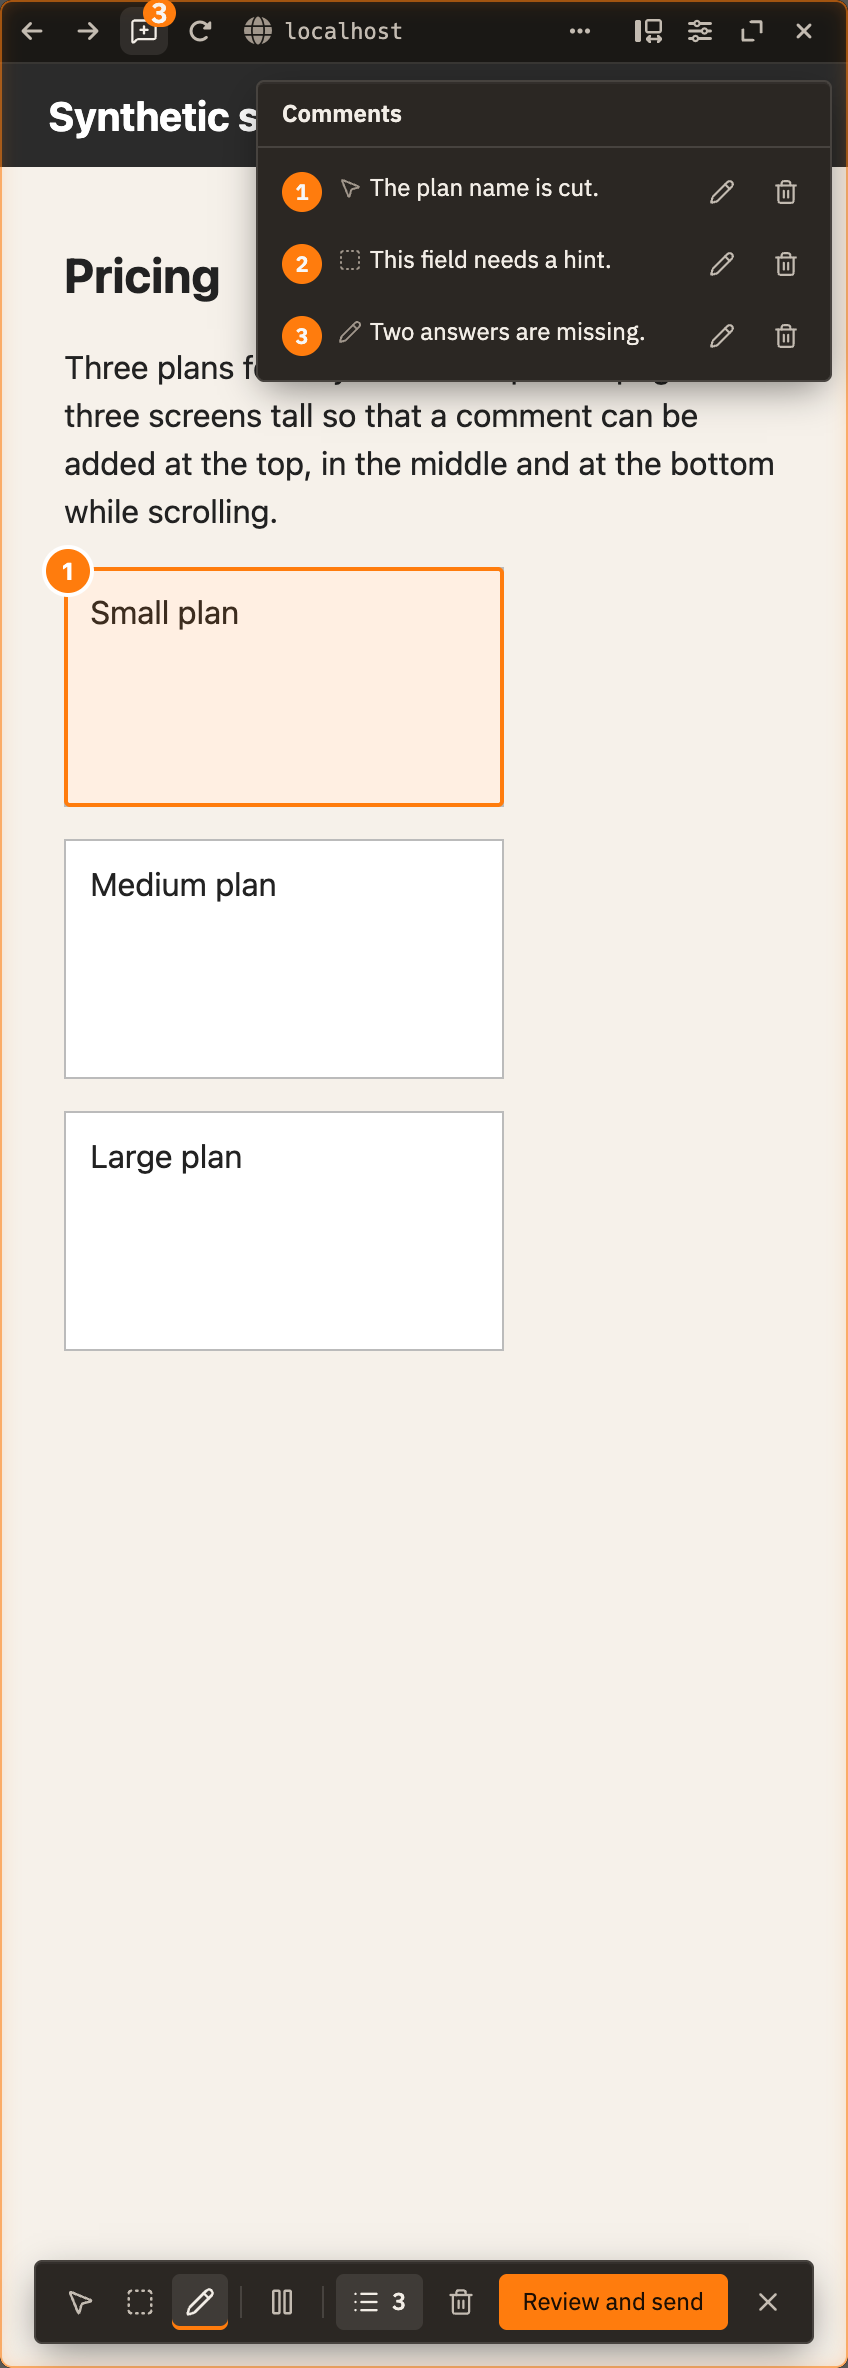 3
localhost
Synthetic s
Comments
1 The plan name is cut.
2 This field needs a hint.
3 Two answers are missing.
Pricing
Three plans
three screens tall so that a comment can be
added at the top, in the middle and at the bottom
while scrolling.
1
Small plan
Medium plan
Large plan
3 Review and send